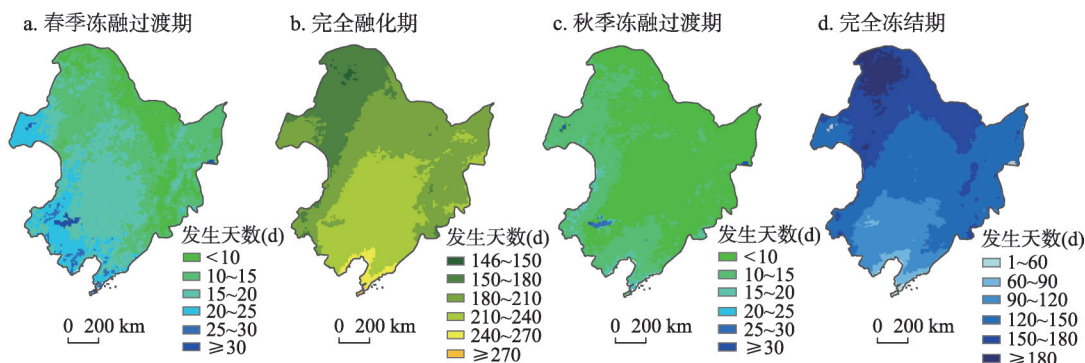 a. 春季冻融过渡期
b. 完全融化期
c. 秋季冻融过渡期
d. 完全冻结期
发生天数(d)
<10
10~15
15~20
20~25
25~30
≥30
0 200 km
发生天数(d)
146~150
150~180
180~210
210~240
240~270
≥270
0 200 km
发生天数(d)
<10
10~15
15~20
20~25
25~30
≥30
0 200 km
发生天数(d)
1~60
60~90
90~120
120~150
150~180
≥180
0 200 km